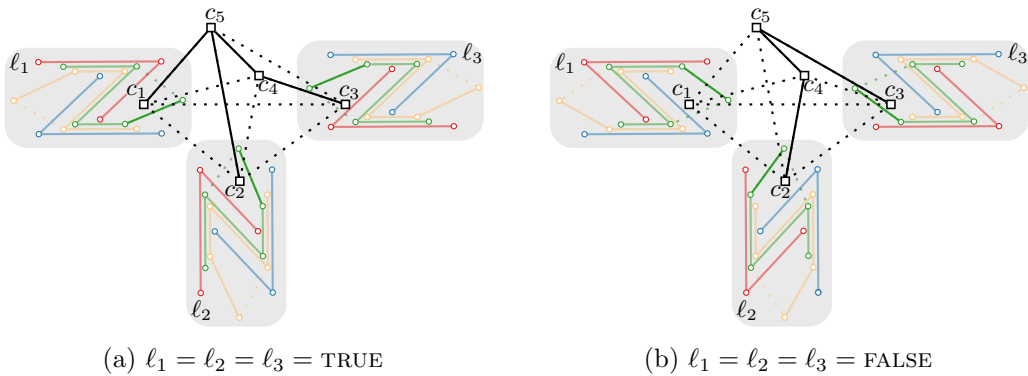 c₅ c₅
ℓ₁ ℓ₃ ℓ₁ ℓ₃
c₁ c₄ c₃ c₁ c₄ c₃
c₂ c₂
ℓ₂ ℓ₂
(a) ℓ₁ = ℓ₂ = ℓ₃ = TRUE (b) ℓ₁ = ℓ₂ = ℓ₃ = FALSE